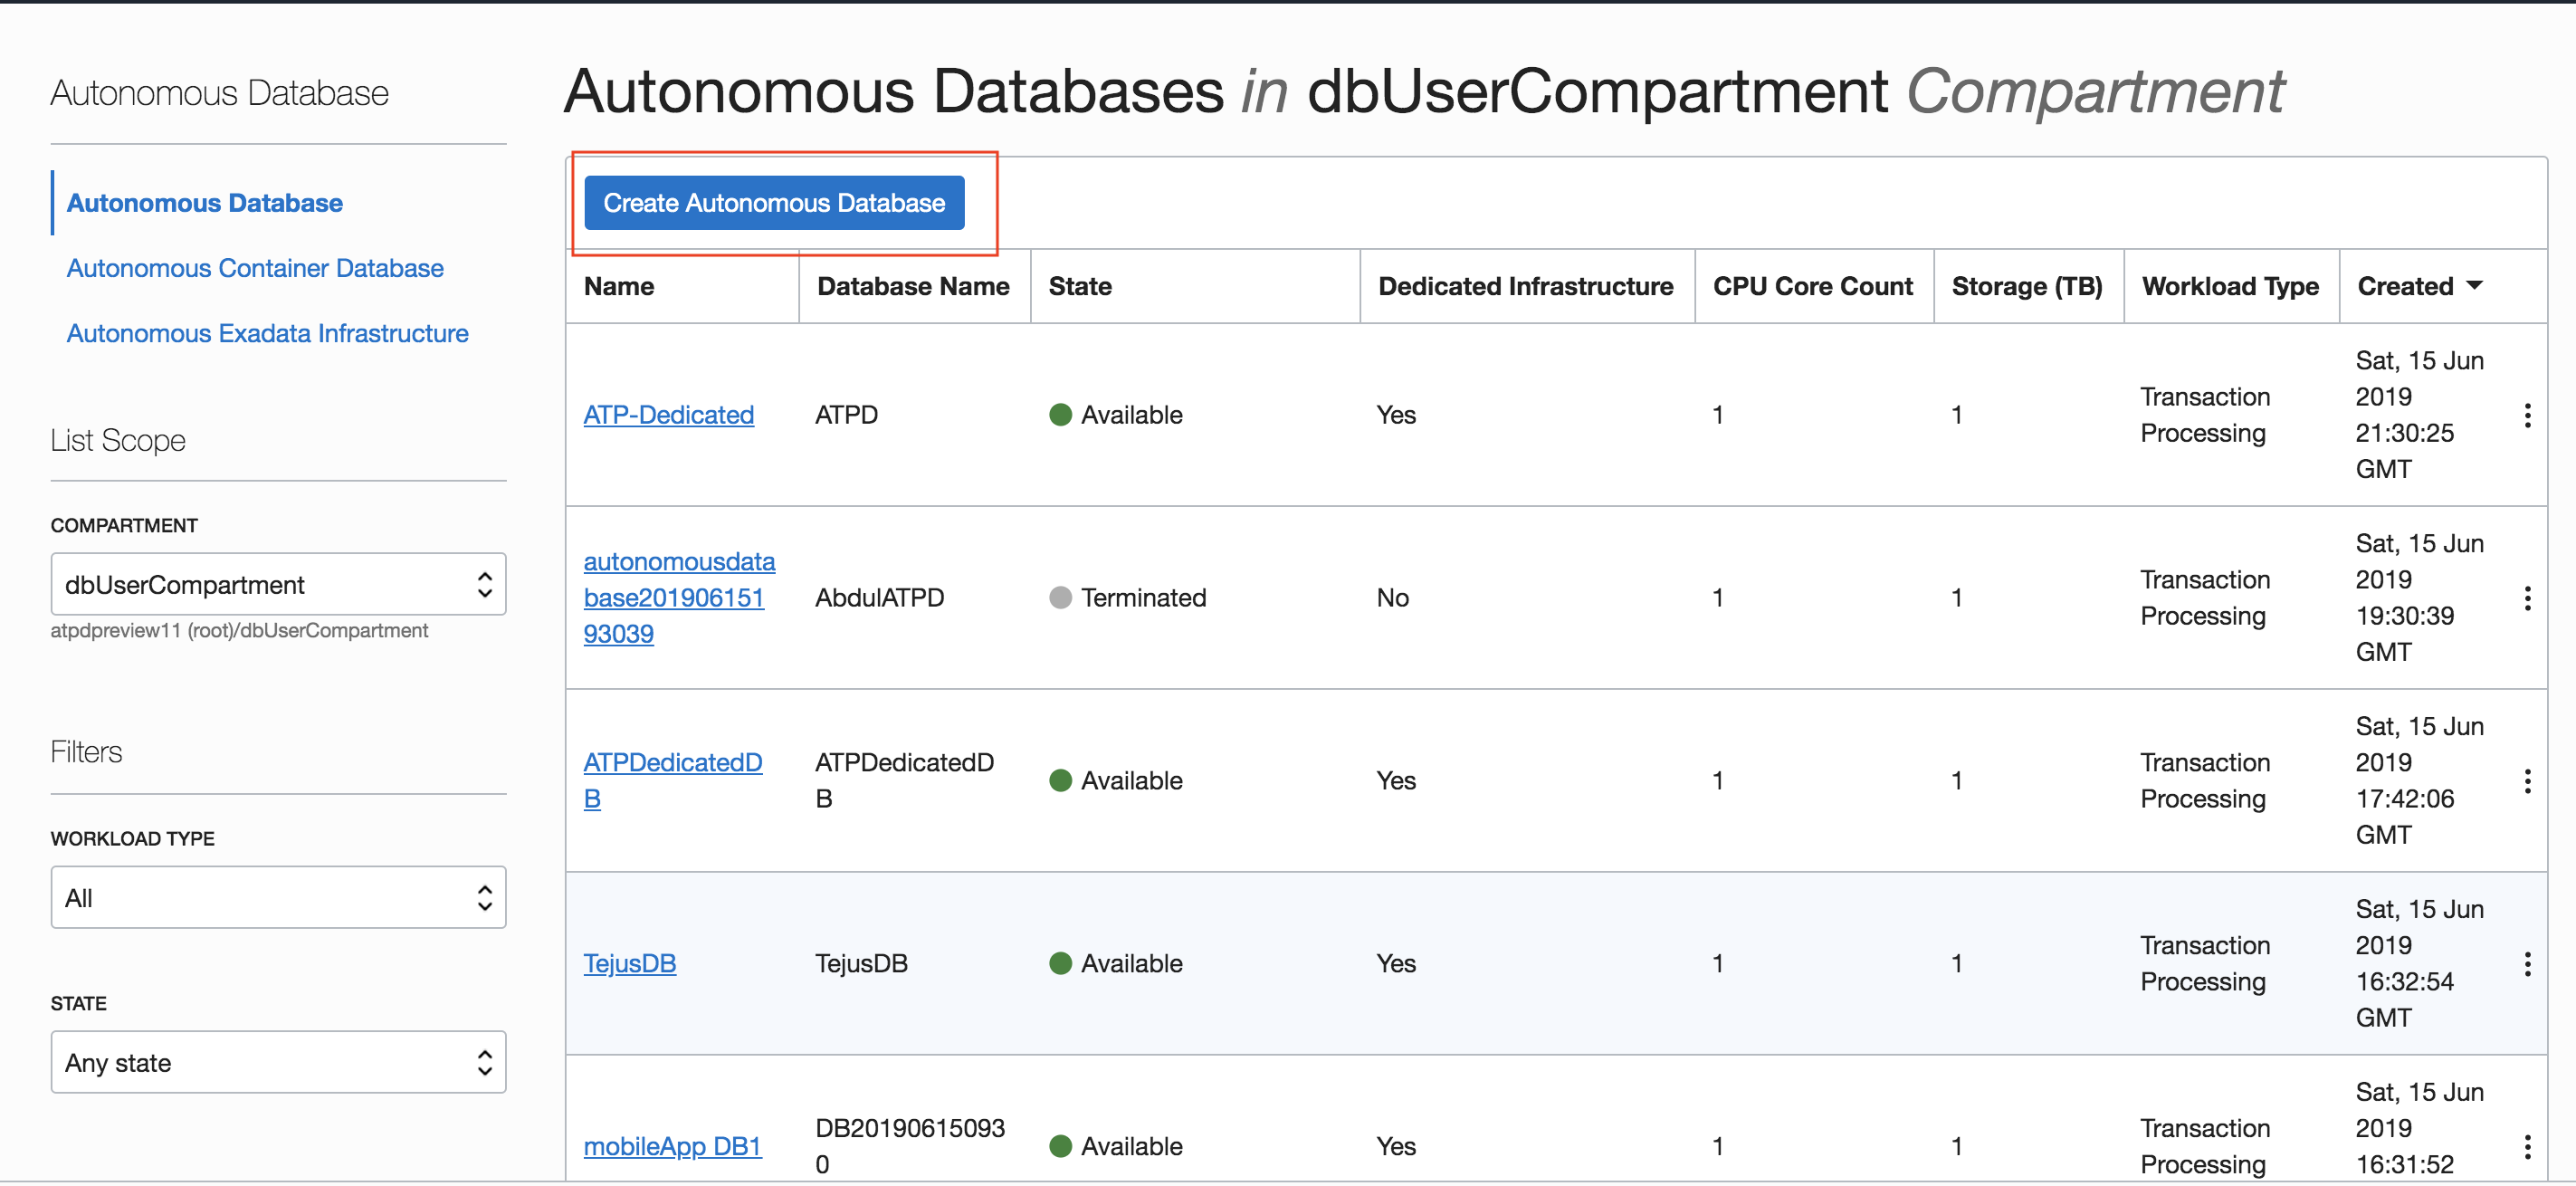 Autonomous Database
Autonomous Database
Autonomous Container Database
Autonomous Exadata Infrastructure
List Scope
COMPARTMENT
dbUserCompartment
atpdpreview11 (root)/dbUserCompartment
Filters
WORKLOAD TYPE
All
STATE
Any state
Autonomous Databases in dbUserCompartment Compartment
Create Autonomous Database
Name Database Name State Dedicated Infrastructure CPU Core Count Storage (TB) Workload Type Created
ATP-Dedicated ATPD Available Yes 1 1 Transaction Processing Sat, 15 Jun 2019 21:30:25 GMT
autonomousdatabase20190615193039 AbdulATPD Terminated No 1 1 Transaction Processing Sat, 15 Jun 2019 19:30:39 GMT
ATPDedicatedDB ATPDedicatedDB Available Yes 1 1 Transaction Processing Sat, 15 Jun 2019 17:42:06 GMT
TejusDB TejusDB Available Yes 1 1 Transaction Processing Sat, 15 Jun 2019 16:32:54 GMT
mobileApp DB1 DB201906150930 Available Yes 1 1 Transaction Processing Sat, 15 Jun 2019 16:31:52